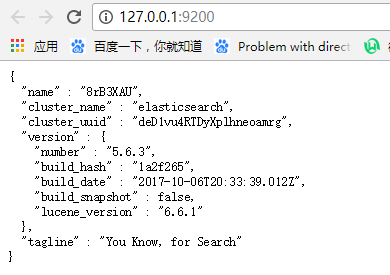 127.0.0.1:9200
应用 百度一下，你就知道 Problem with direct
{
"name" : "8rB3XAU",
"cluster_name" : "elasticsearch",
"cluster_uuid" : "deD1vu4RTDyXplhneoamrg",
"version" : {
"number" : "5.6.3",
"build_hash" : "1a2f265",
"build_date" : "2017-10-06T20:33:39.012Z",
"build_snapshot" : false,
"lucene_version" : "6.6.1"
},
"tagline" : "You Know, for Search"
}